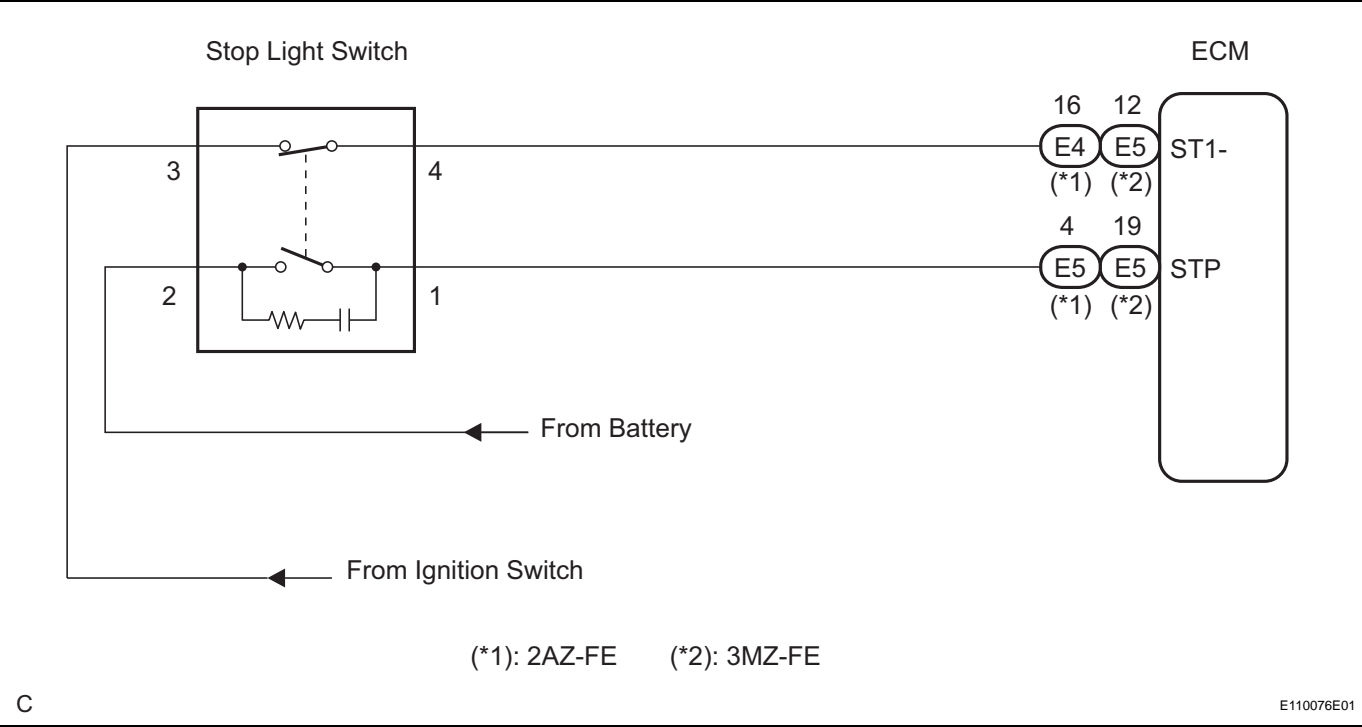 Stop Light Switch ECM
16 12
E4 E5 ST1-
3 4 (*1) (*2)
4 19
E5 E5 STP
2 1 (*1) (*2)
From Battery
From Ignition Switch
(*1): 2AZ-FE (*2): 3MZ-FE
C E110076E01